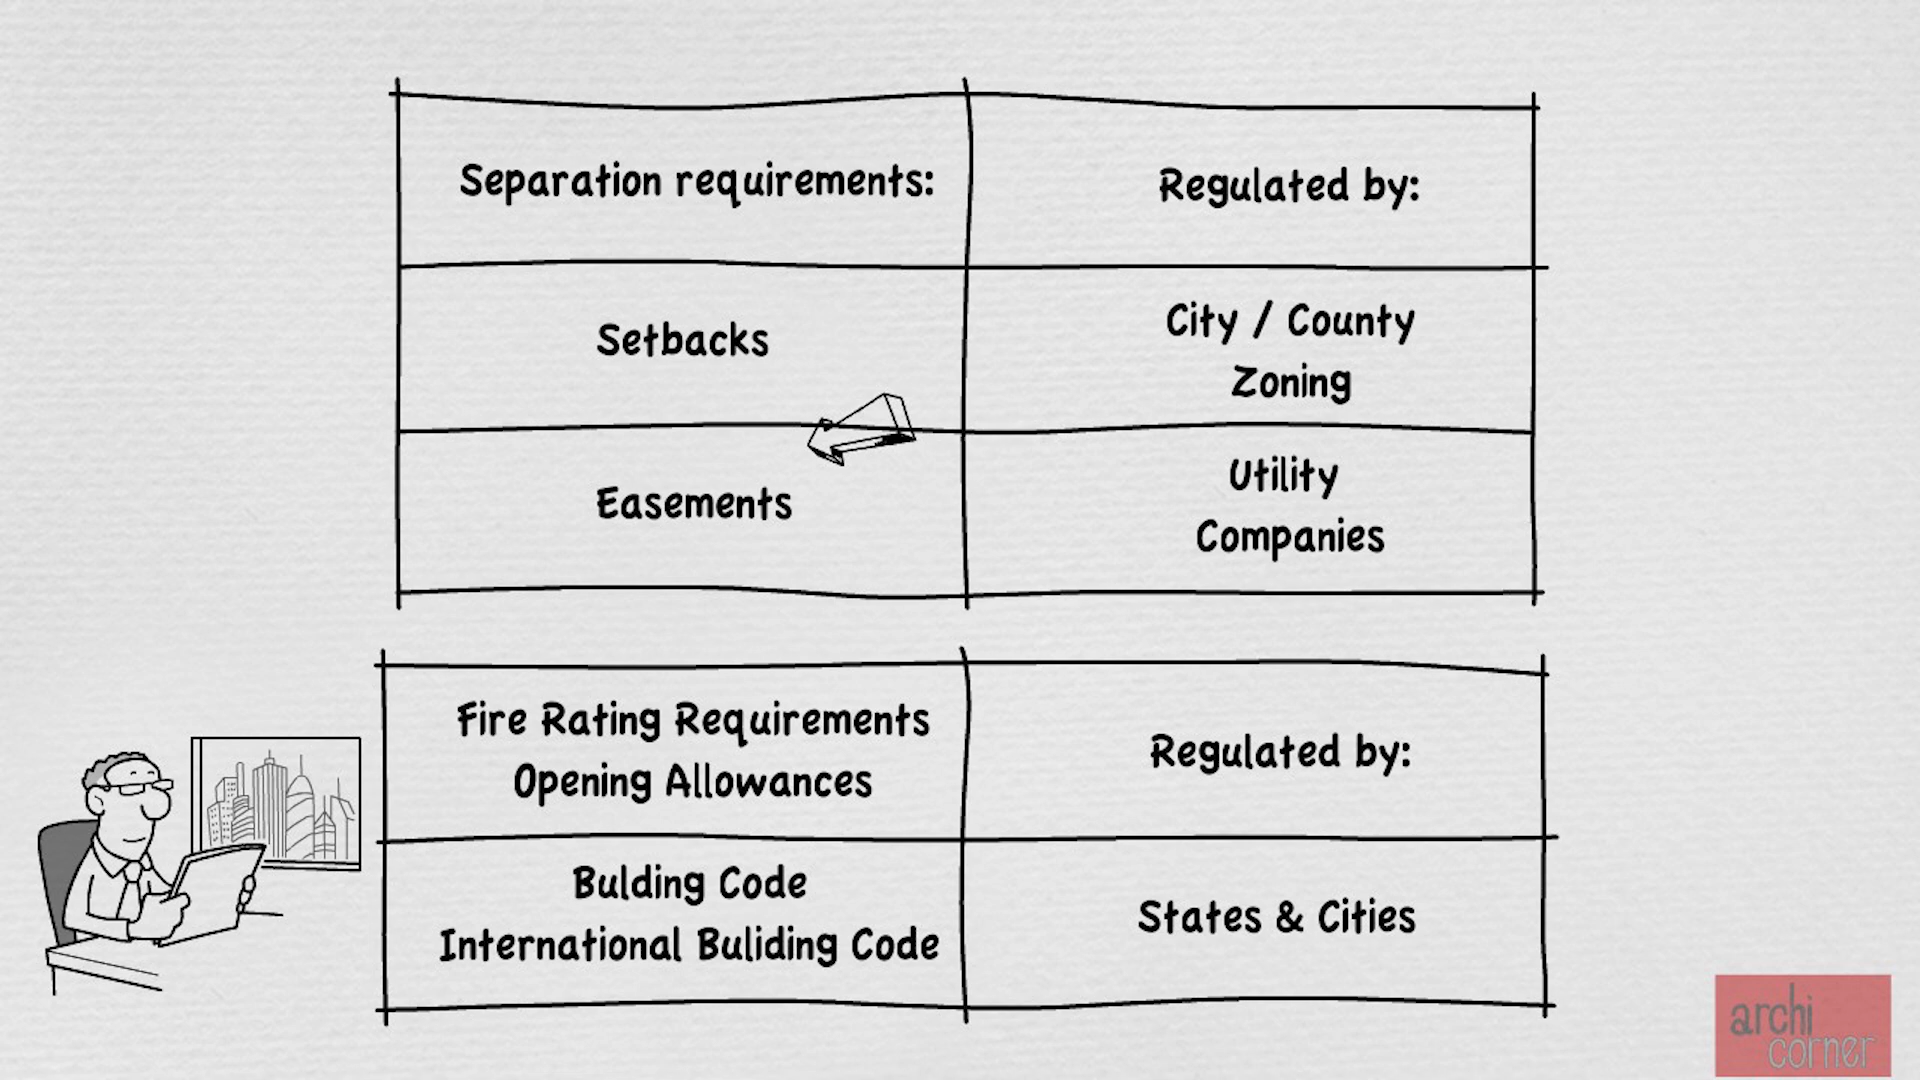 Separation requirements:
Regulated by:
Setbacks
City / County
Zoning
Easements
Utility
Companies
Fire Rating Requirements
Opening Allowances
Regulated by:
Bulding Code
International Buliding Code
States & Cities
archi
corner